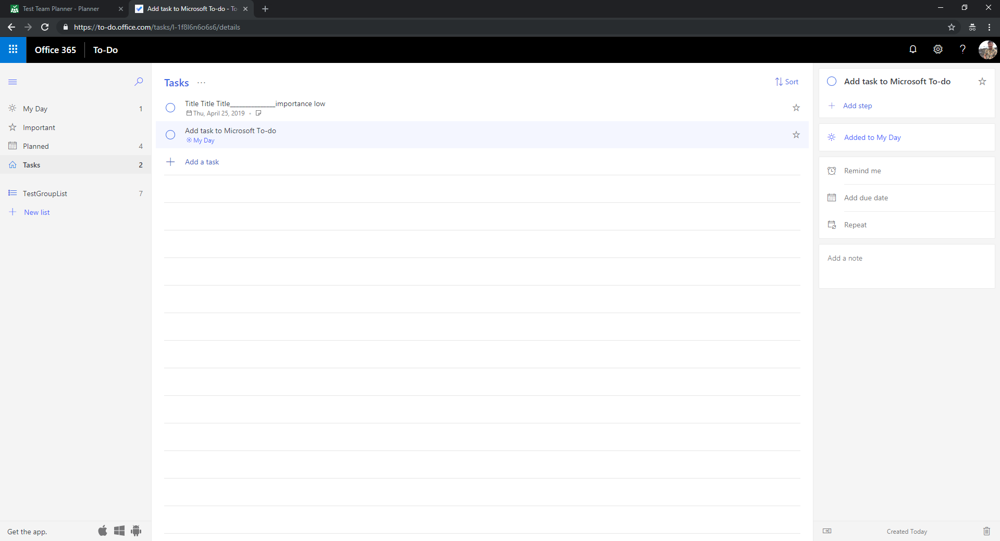 Test Team Planner - Planner
Add task to Microsoft To-do - To-
https://to-do.office.com/tasks/l-1f8l6n6o6s6/details
Office 365
To-Do
My Day 1
Important
Planned 4
Tasks 2
TestGroupList 7
New list
Get the app.
Tasks ...
Sort
Title Title Title______________importance low
Thu, April 25, 2019 •
Add task to Microsoft To-do
My Day
Add a task
Add task to Microsoft To-do
Add step
Added to My Day
Remind me
Add due date
Repeat
Add a note
Created Today